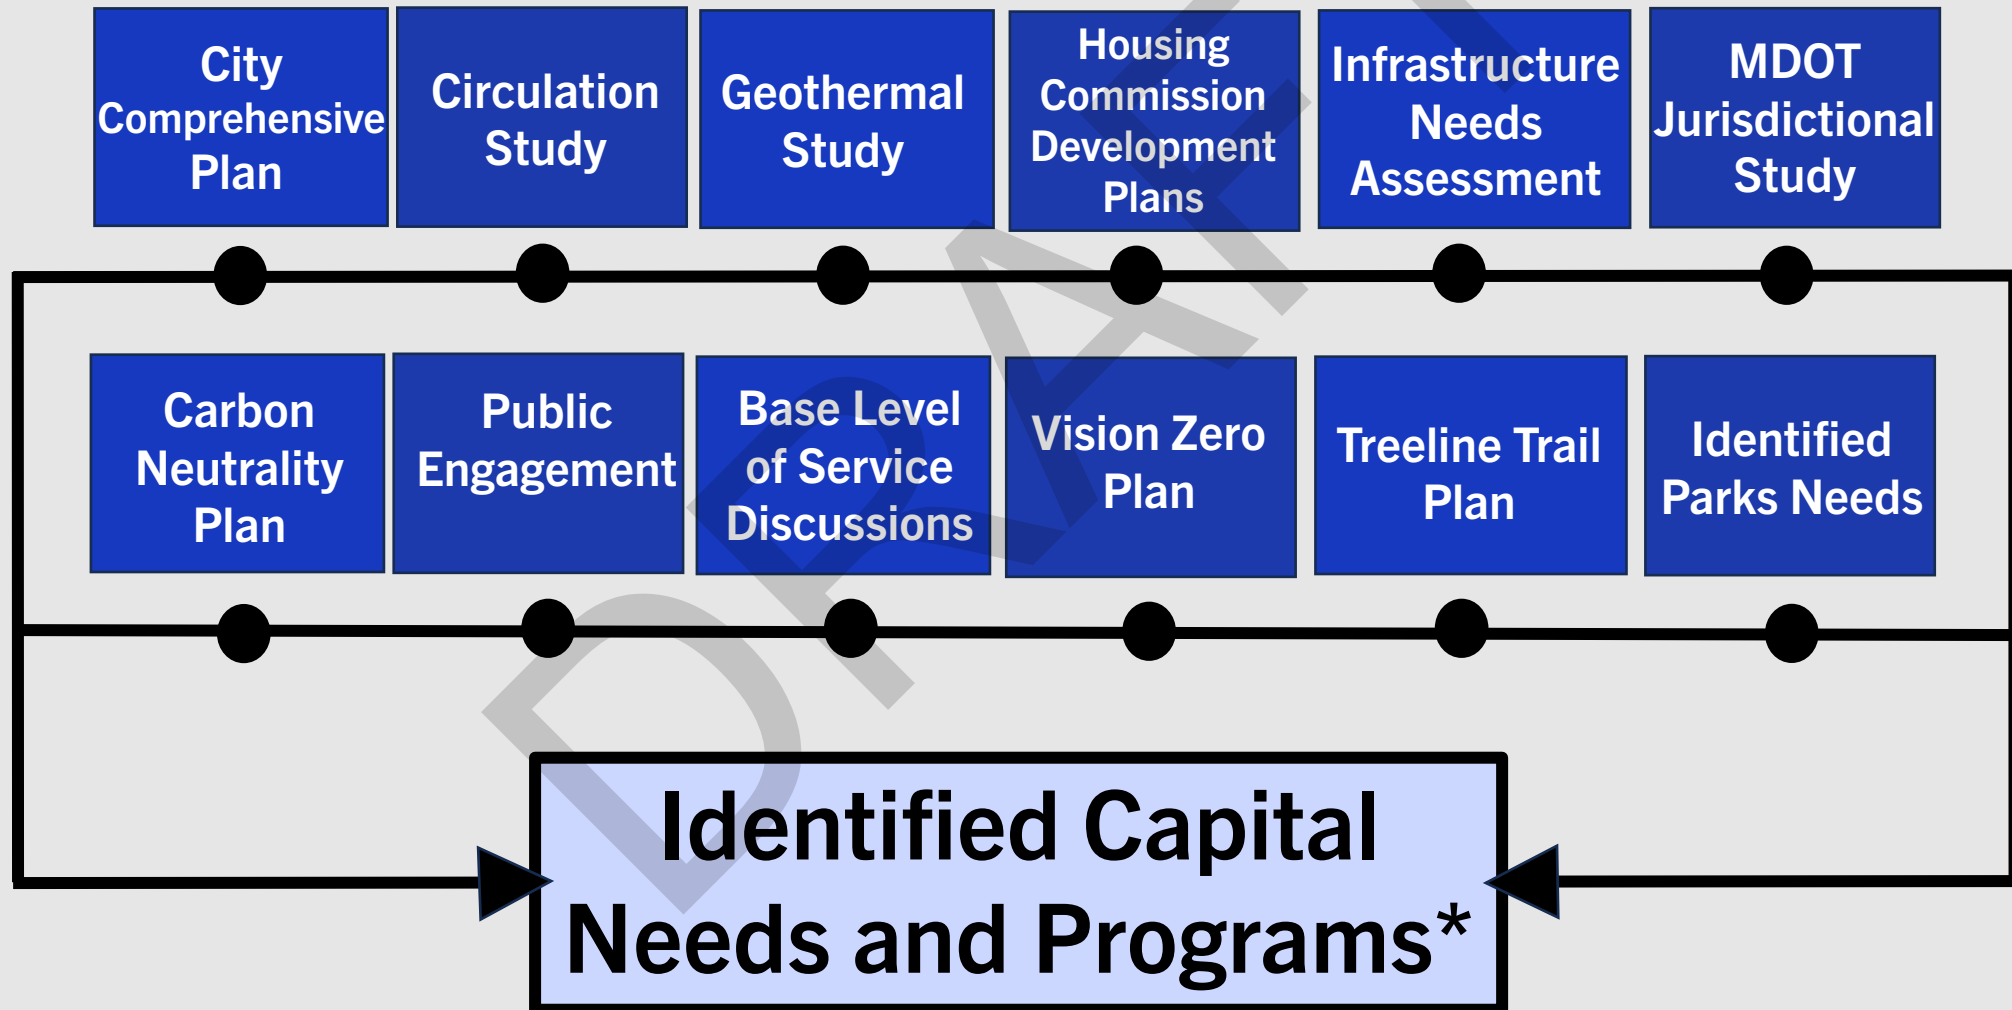 City
Comprehensive
Plan
Circulation
Study
Geothermal
Study
Housing
Commission
Development
Plans
Infrastructure
Needs
Assessment
MDOT
Jurisdictional
Study
Carbon
Neutrality
Plan
Public
Engagement
Base Level
of Service
Discussions
Vision Zero
Plan
Treeline Trail
Plan
Identified
Parks Needs
Identified Capital
Needs and Programs*
DRAFT